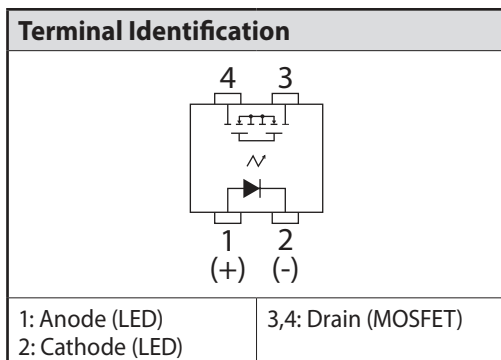 Terminal Identification
4 3
1 2
(+) (-)
1: Anode (LED)
2: Cathode (LED)
3,4: Drain (MOSFET)